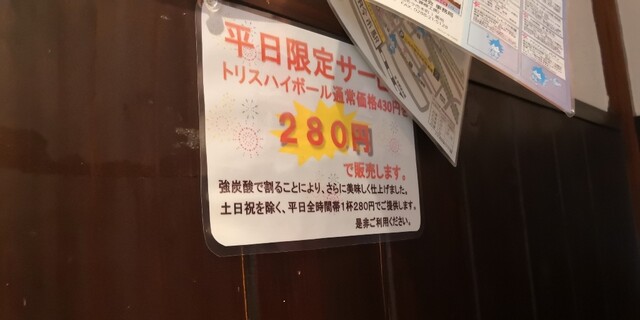 平日限定サービ
トリスハイボール通常価格430円を
280円
で販売します。
強炭酸で割ることにより、さらに美味しく仕上げました。
土日祝を除く、平日全時間帯1杯280円でご提供します。
是非ご利用ください。